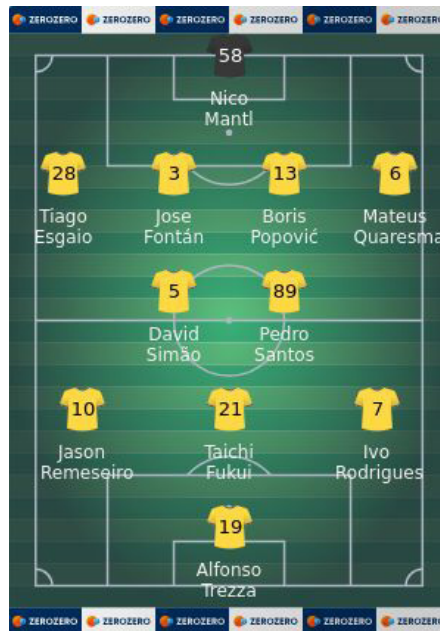 ZEROZERO ZEROZERO ZEROZERO ZEROZERO ZEROZERO ZEROZERO
58
Nico
Mantl
28 3 13 6
Tiago Jose Boris Mateus
Esgaio Fontán Popović Quaresma
5 89
David Pedro
Simão Santos
10 21 7
Jason Taichi Ivo
Remeseiro Fukui Rodrigues
19
Alfonso
Trezza
ZEROZERO ZEROZERO ZEROZERO ZEROZERO ZEROZERO ZEROZERO